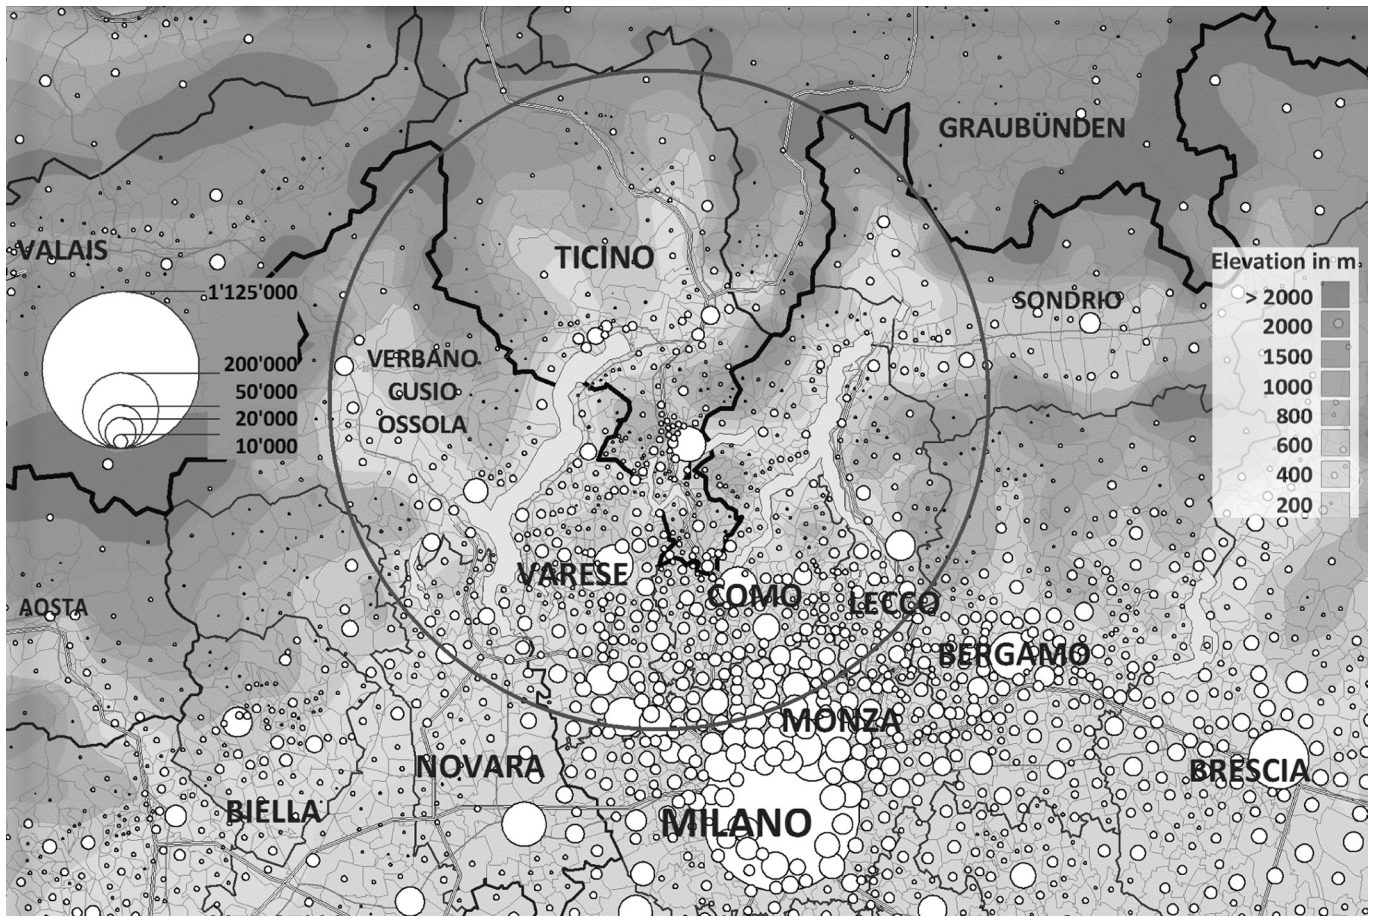 GRAUBÜNDEN
VALAIS
TICINO
Elevation in m
1'125'000
> 2000
SONDRIO
2000
200'000
VERBANO
1500
50'000
CUSIO
1000
20'000
OSSOLA
800
10'000
600
400
200
VARESE
COMO
LECCO
AOSTA
BERGAMO
MONZA
NOVARA
BRESCIA
BIELLA
MILANO